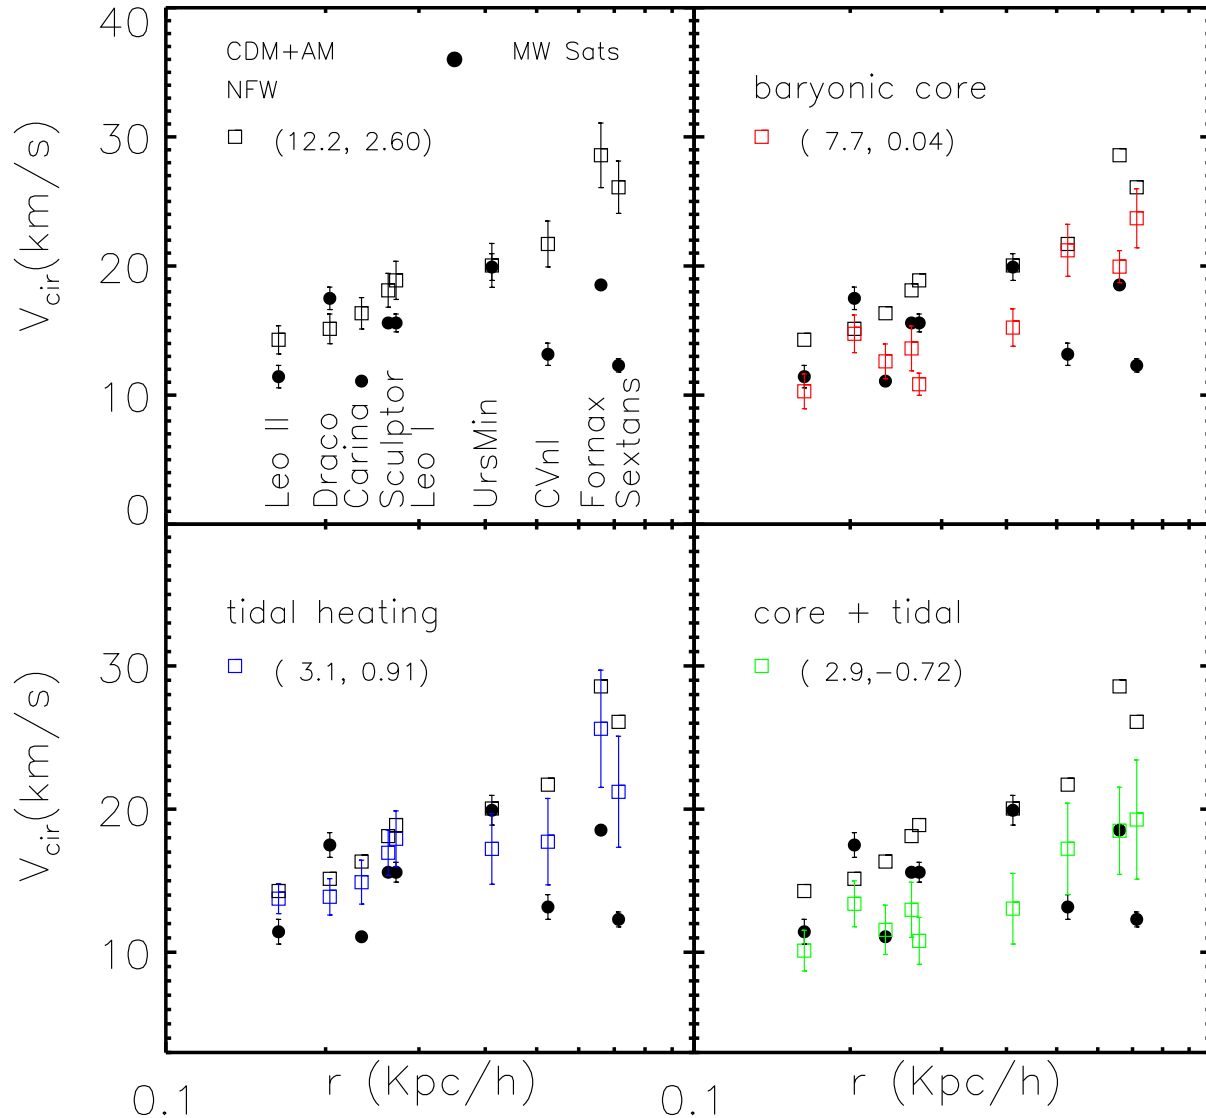 40
CDM+AM
MW Sats
NFW
(12.2, 2.60)
baryonic core
( 7.7, 0.04)
30
20
10
0
V_cir(km/s)
Leo II
Draco
Carina
Sculptor
Leo I
UrsMin
CVnI
Fornax
Sextans
tidal heating
( 3.1, 0.91)
core + tidal
( 2.9,−0.72)
30
20
10
V_cir(km/s)
0.1
r (Kpc/h)
0.1
r (Kpc/h)